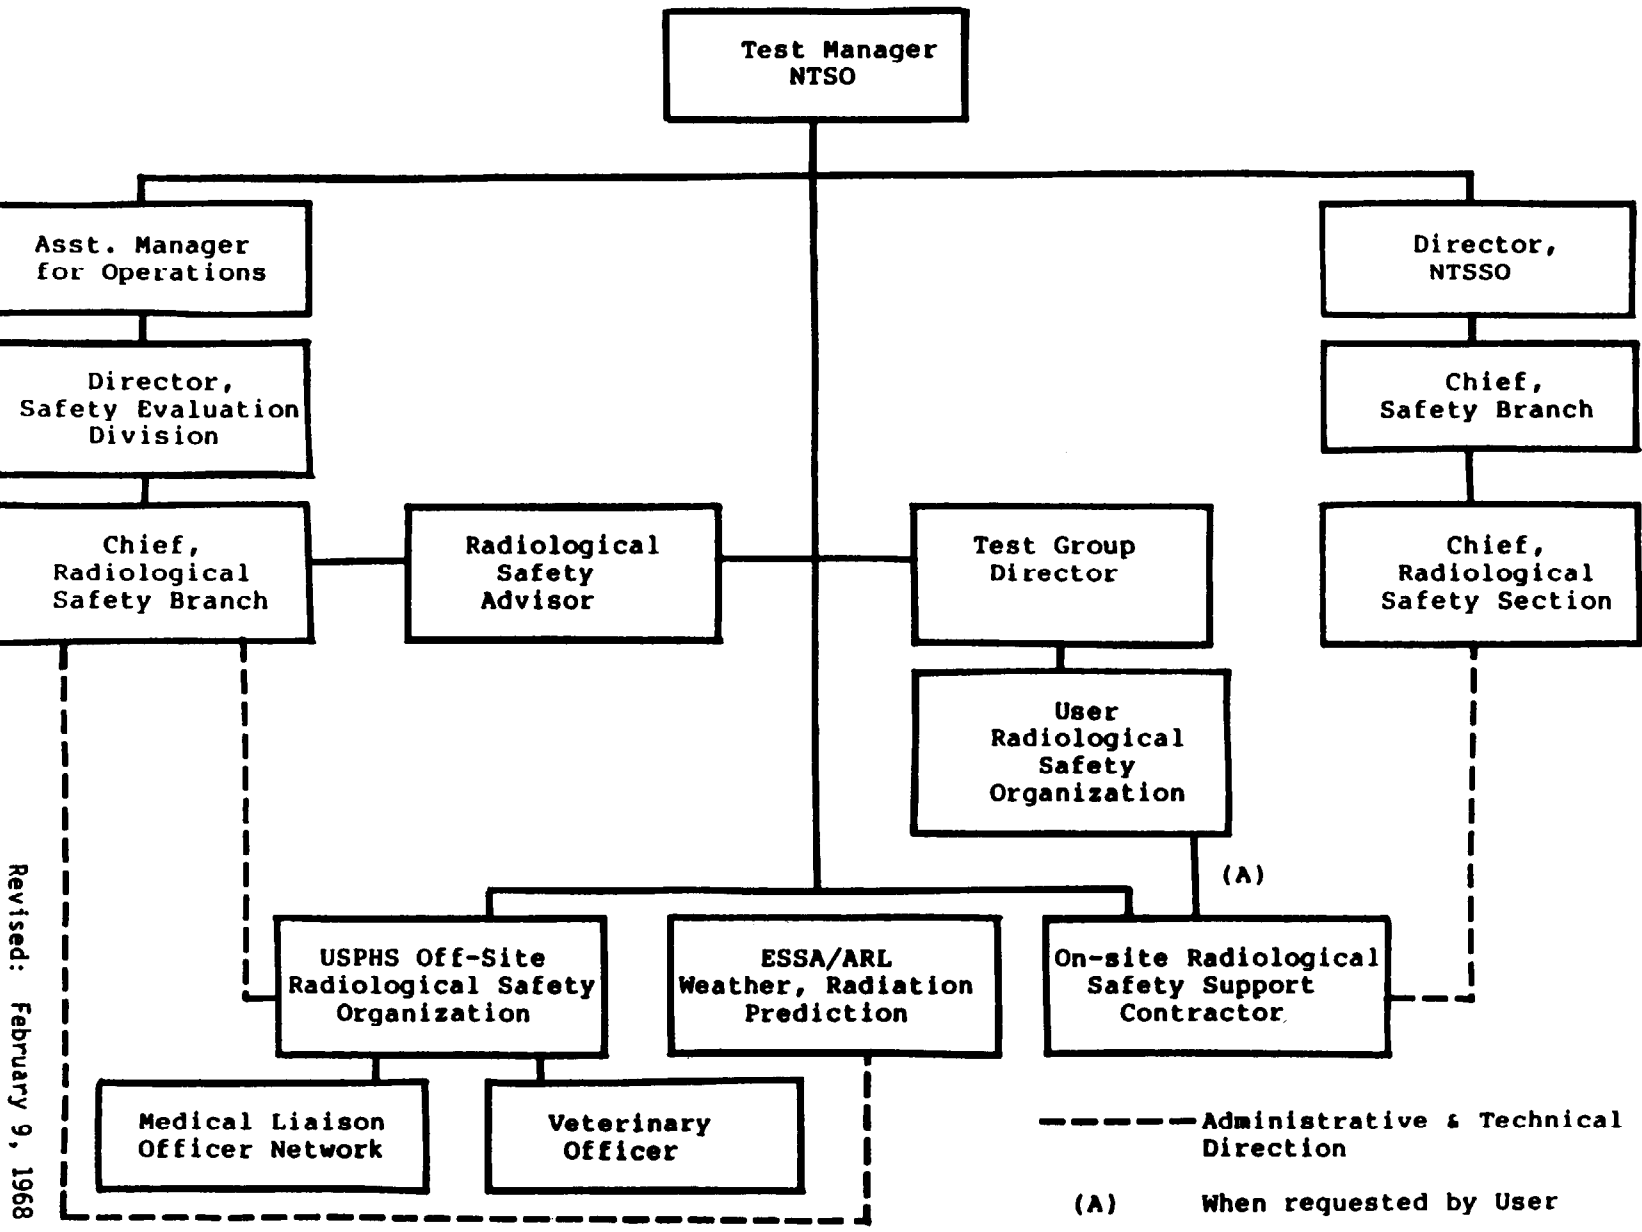 Test Manager
NTSO
Asst. Manager
for Operations
Director,
NTSSO
Director,
Safety Evaluation
Division
Chief,
Safety Branch
Chief,
Radiological
Safety Branch
Radiological
Safety
Advisor
Test Group
Director
Chief,
Radiological
Safety Section
User
Radiological
Safety
Organization
(A)
USPHS Off-Site
Radiological Safety
Organization
ESSA/ARL
Weather, Radiation
Prediction
On-site Radiological
Safety Support
Contractor
Medical Liaison
Officer Network
Veterinary
Officer
Administrative & Technical
Direction
(A) When requested by User
Revised: February 9, 1968